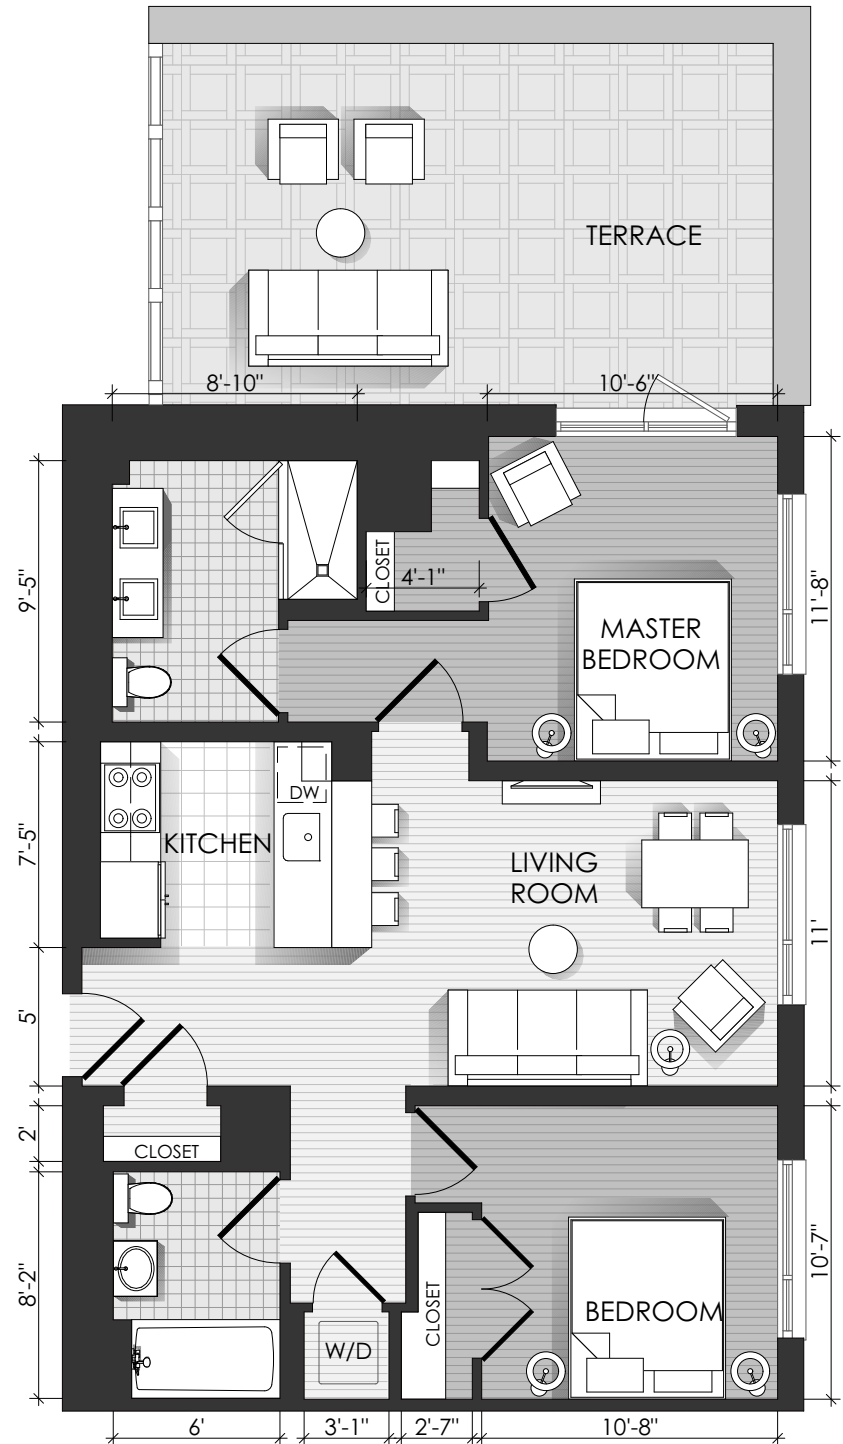 TERRACE
8'-10"
10'-6"
9'-5"
CLOSET
4'-1"
11'-8"
MASTER
BEDROOM
DW
KITCHEN
7'-5"
LIVING
ROOM
11'
5'
2'
CLOSET
8'-2"
10'-7"
CLOSET
BEDROOM
W/D
6'
3'-1"
2'-7"
10'-8"